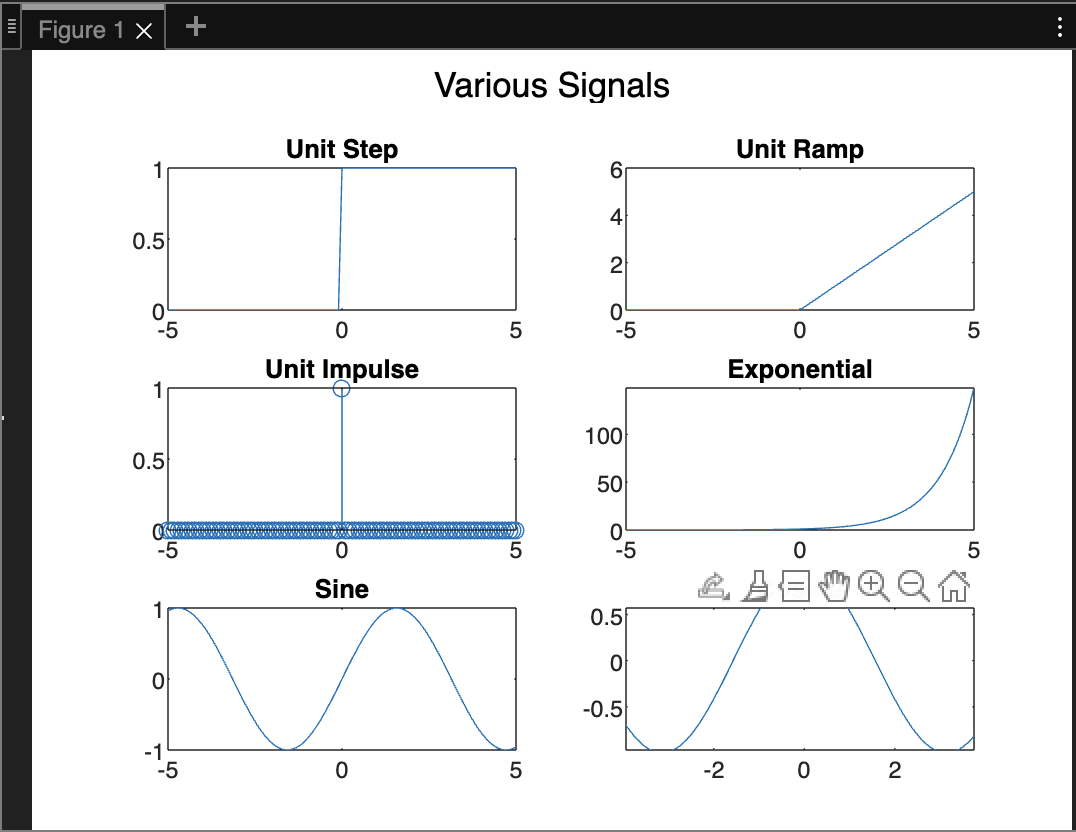 Figure 1
Various Signals
Unit Step
1
0.5
0
-5 0 5
Unit Ramp
6
4
2
0
-5 0 5
Unit Impulse
1
0.5
0
-5 0 5
Exponential
100
50
0
-5 0 5
Sine
1
0
-1
-5 0 5
0.5
0
-0.5
-2 0 2